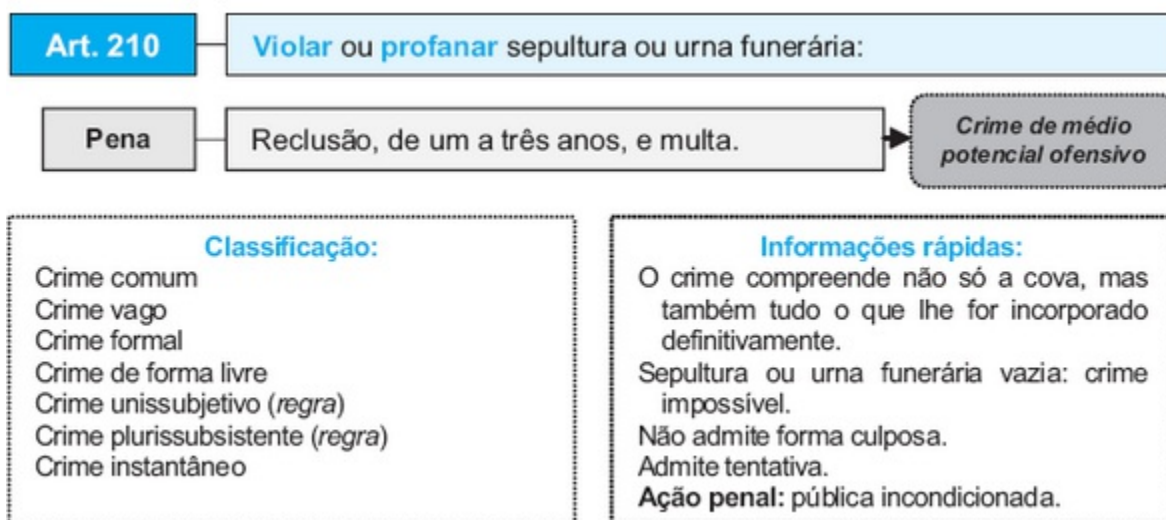 Art. 210
Violar ou profanar sepultura ou urna funerária:
Pena
Reclusão, de um a três anos, e multa.
Crime de médio
potencial ofensivo
Classificação:
Crime comum
Crime vago
Crime formal
Crime de forma livre
Crime unissubjetivo (regra)
Crime plurissubsistente (regra)
Crime instantâneo
Informações rápidas:
O crime compreende não só a cova, mas
também tudo o que lhe for incorporado
definitivamente.
Sepultura ou urna funerária vazia: crime
impossível.
Não admite forma culposa.
Admite tentativa.
Ação penal: pública incondicionada.